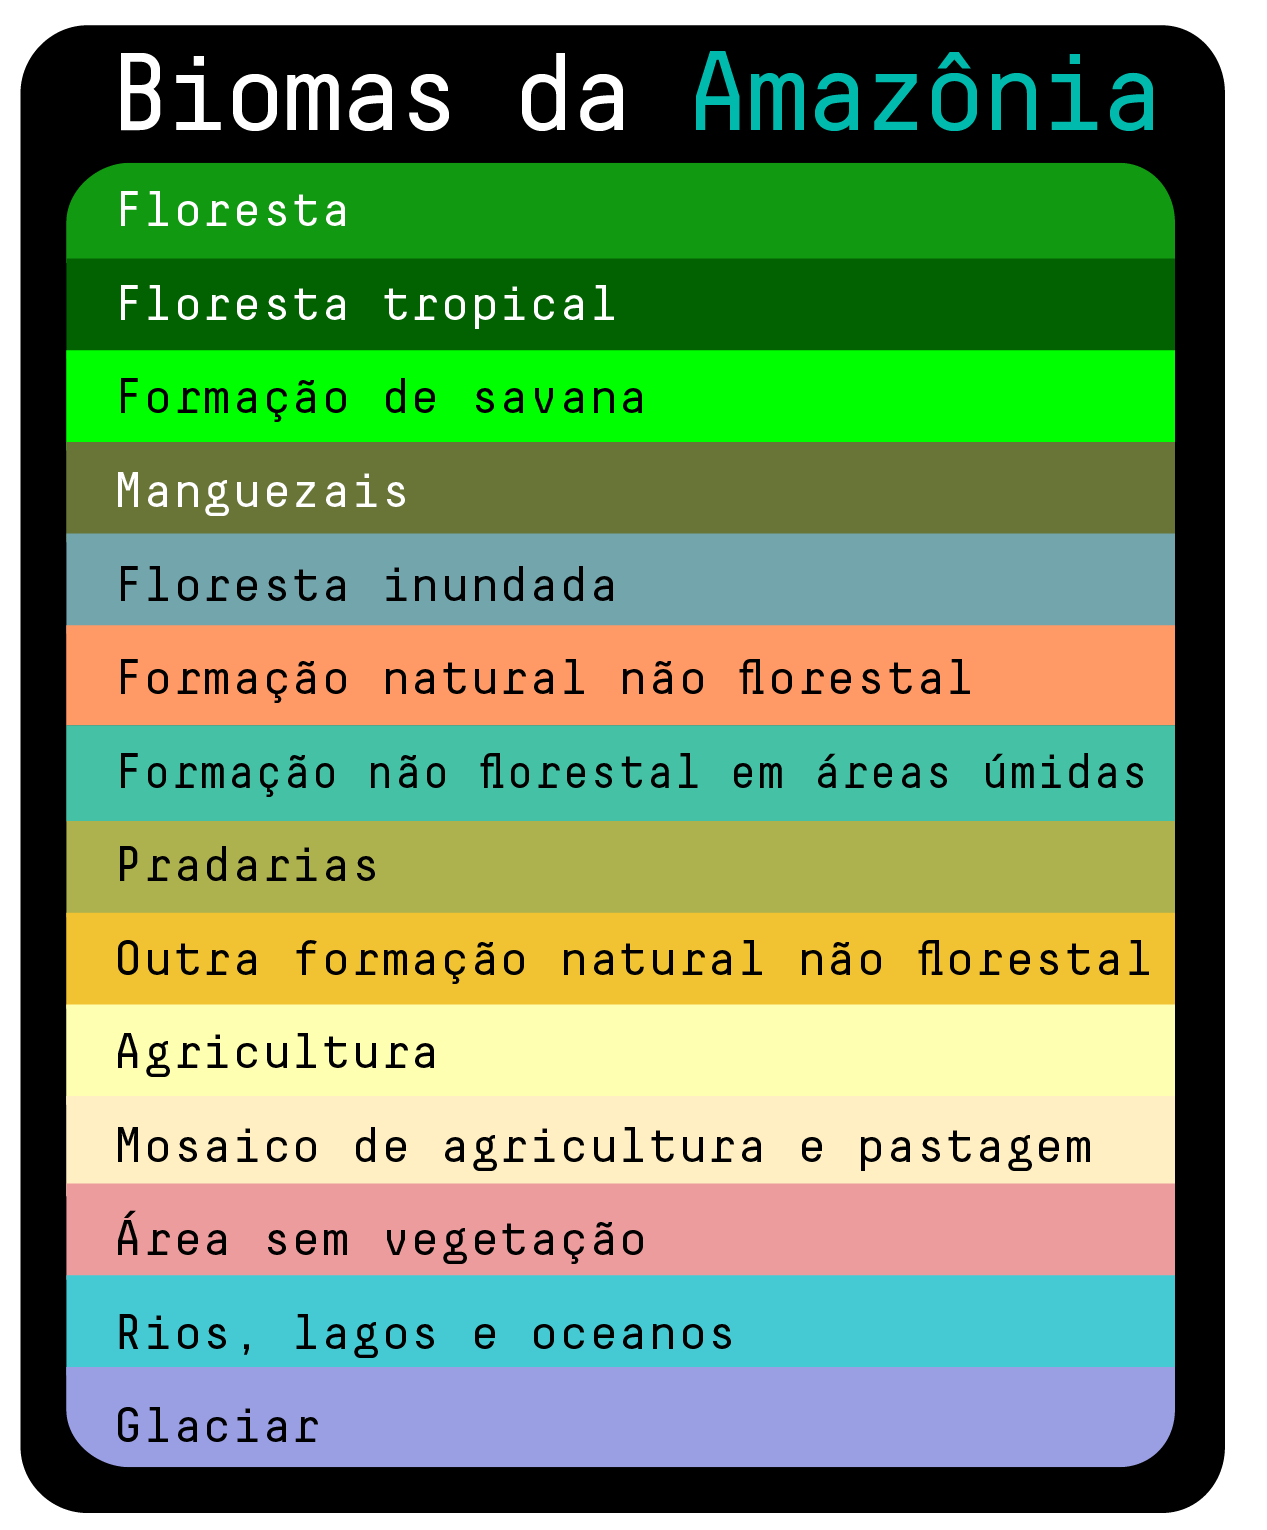 Biomas da Amazônia
Floresta
Floresta tropical
Formação de savana
Manguezais
Floresta inundada
Formação natural não florestal
Formação não florestal em áreas úmidas
Pradarias
Outra formação natural não florestal
Agricultura
Mosaico de agricultura e pastagem
Área sem vegetação
Rios, lagos e oceanos
Glaciar